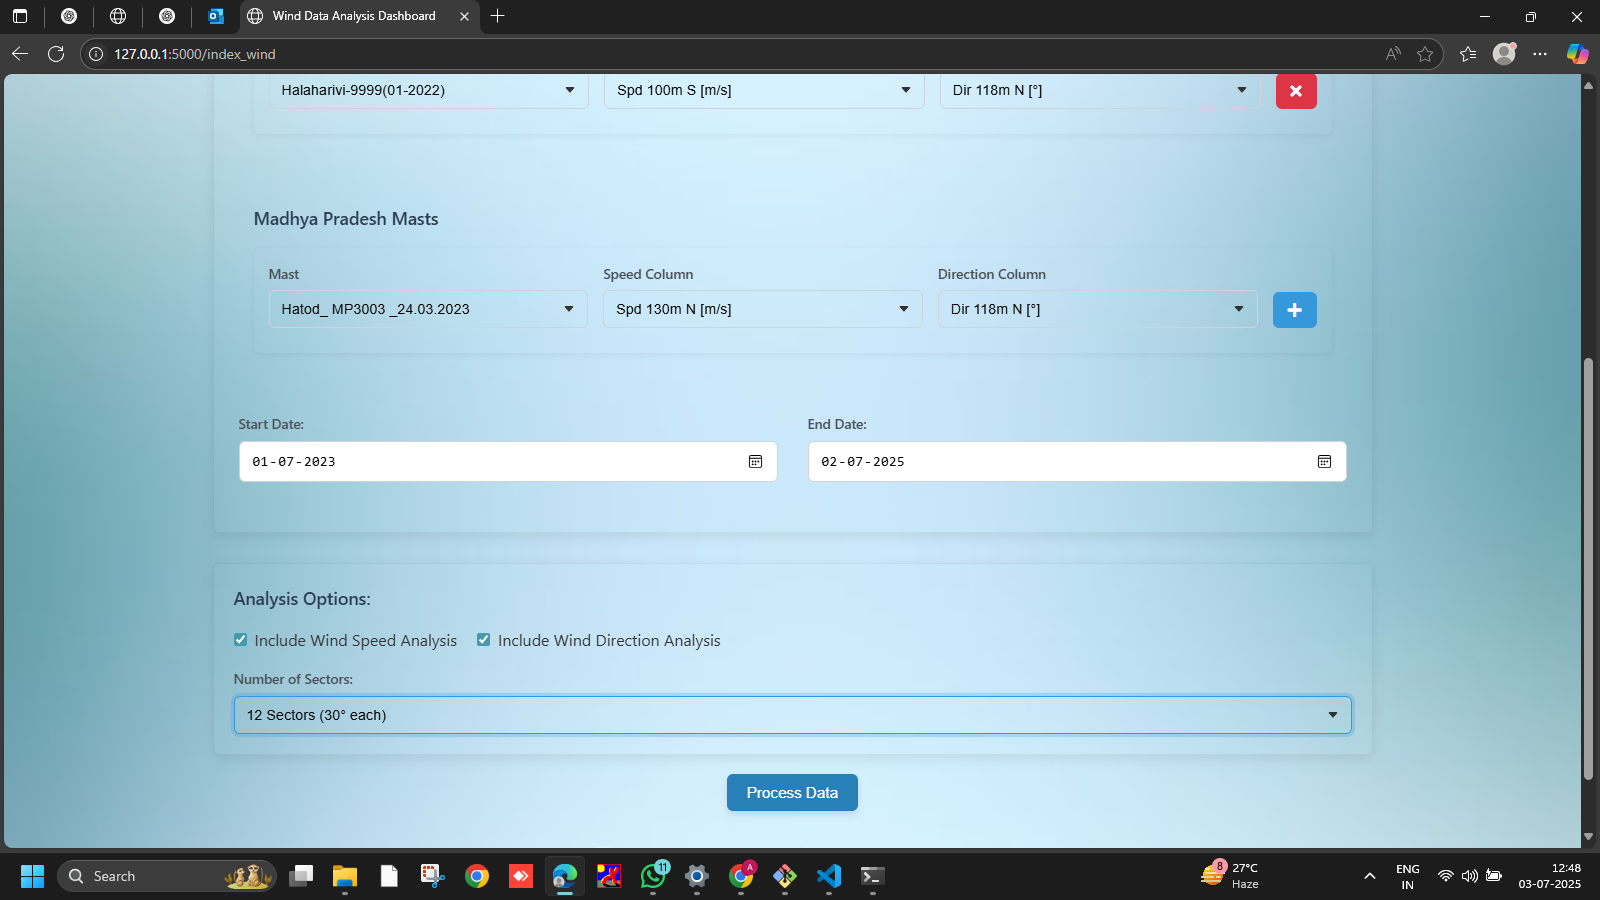 Wind Data Analysis Dashboard
127.0.0.1:5000/index_wind
Halaharivi-9999(01-2022)
Spd 100m S [m/s]
Dir 118m N [°]
Madhya Pradesh Masts
Mast
Speed Column
Direction Column
Hatod_ MP3003 _24.03.2023
Spd 130m N [m/s]
Dir 118m N [°]
Start Date:
End Date:
01-07-2023
02-07-2025
Analysis Options:
Include Wind Speed Analysis
Include Wind Direction Analysis
Number of Sectors:
12 Sectors (30° each)
Process Data
Search
11
A
8
27°C
Haze
ENG
IN
12:48
03-07-2025